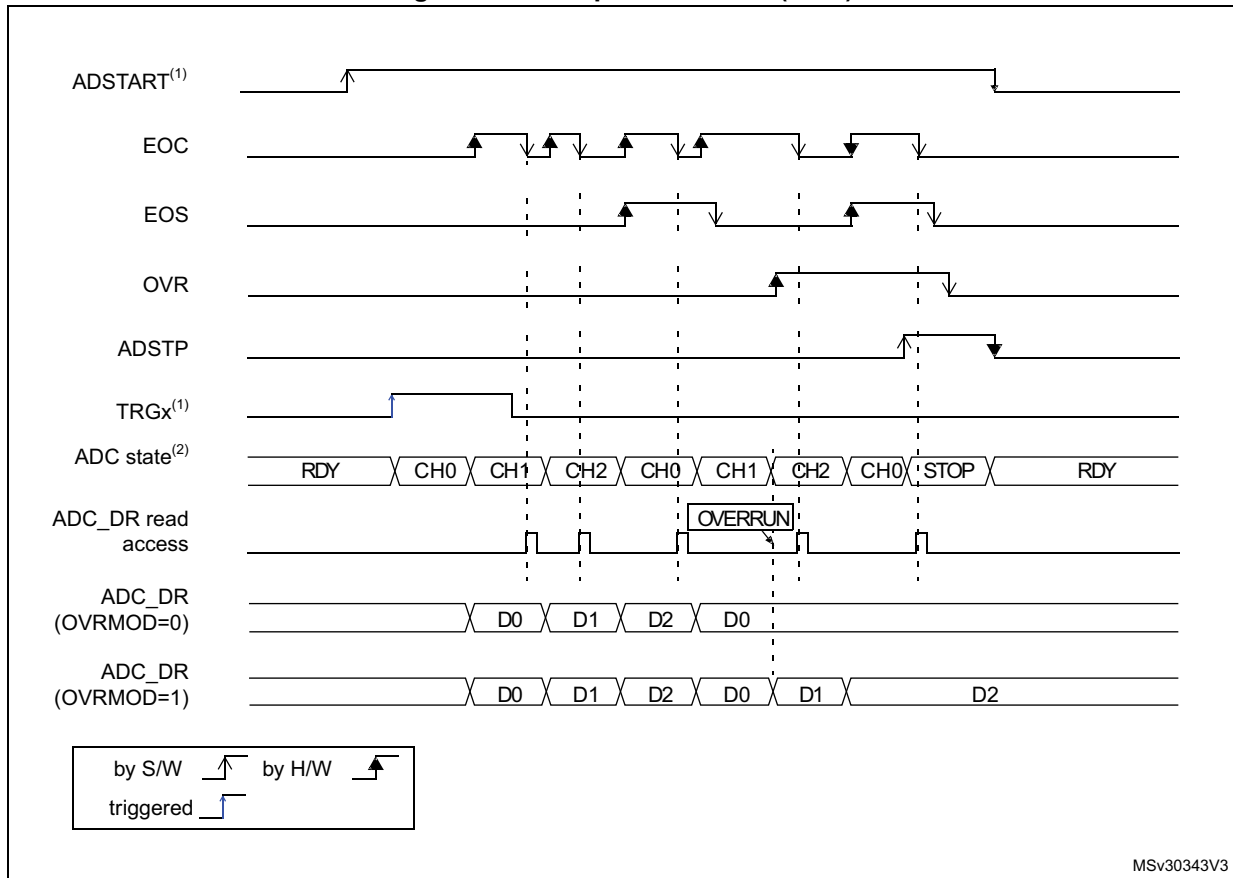 ADSTART(1)
EOC
EOS
OVR
ADSTP
TRGx(1)
ADC state(2)
RDY CH0 CH1 CH2 CH0 CH1 CH2 CH0 STOP RDY
ADC_DR read
access
OVERRUN
ADC_DR
(OVRMOD=0)
D0 D1 D2 D0
ADC_DR
(OVRMOD=1)
D0 D1 D2 D0 D1 D2
by S/W by H/W
triggered
MSv30343V3